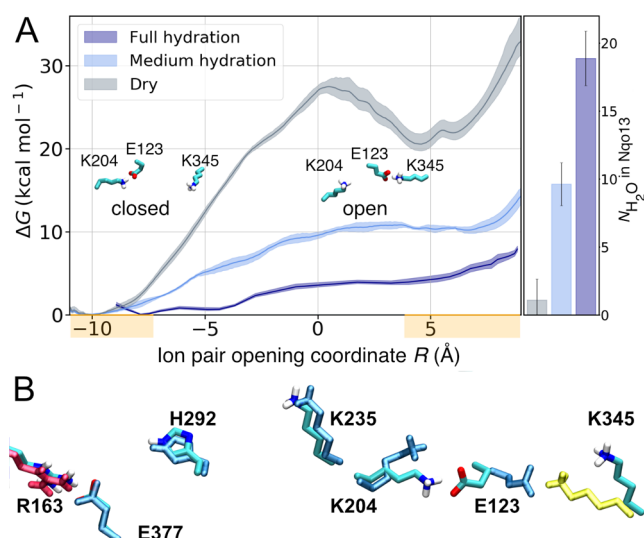 A
Full hydration
Medium hydration
Dry
ΔG (kcal mol⁻¹)
30
20
10
0
E123
K204
K345
closed
E123
K204
K345
open
−10
−5
0
5
Ion pair opening coordinate R (Å)
20
15
10
5
0
N_H₂O in Nqo13
B
H292
K235
K345
K204
E123
R163
E377